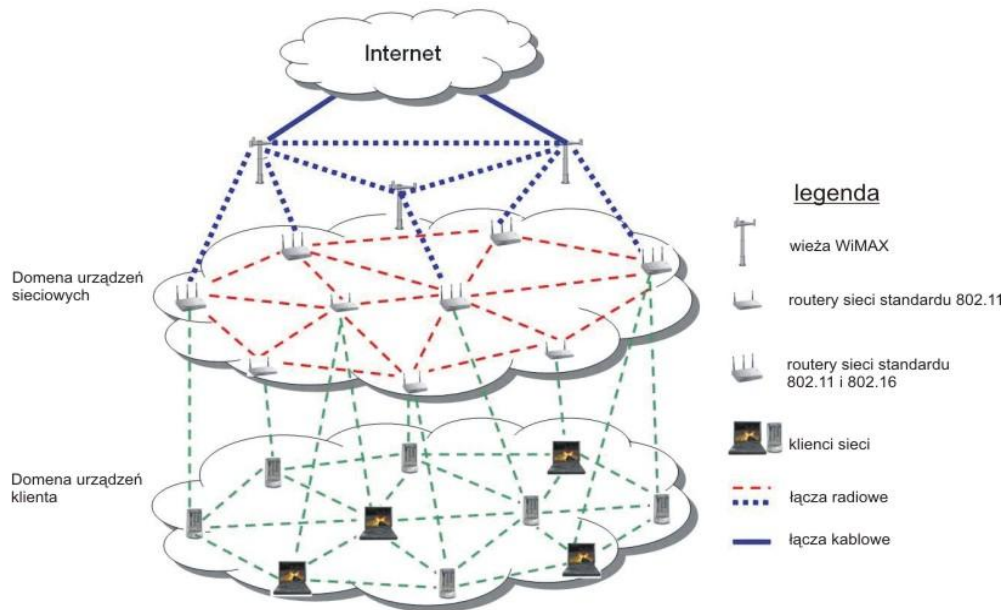 Internet
legenda
wieża WiMAX
Domena urządzeń
sieciowych
routery sieci standardu 802.11
routery sieci standardu
802.11 i 802.16
klienci sieci
Domena urządzeń
klienta
łącza radiowe
łącza kablowe